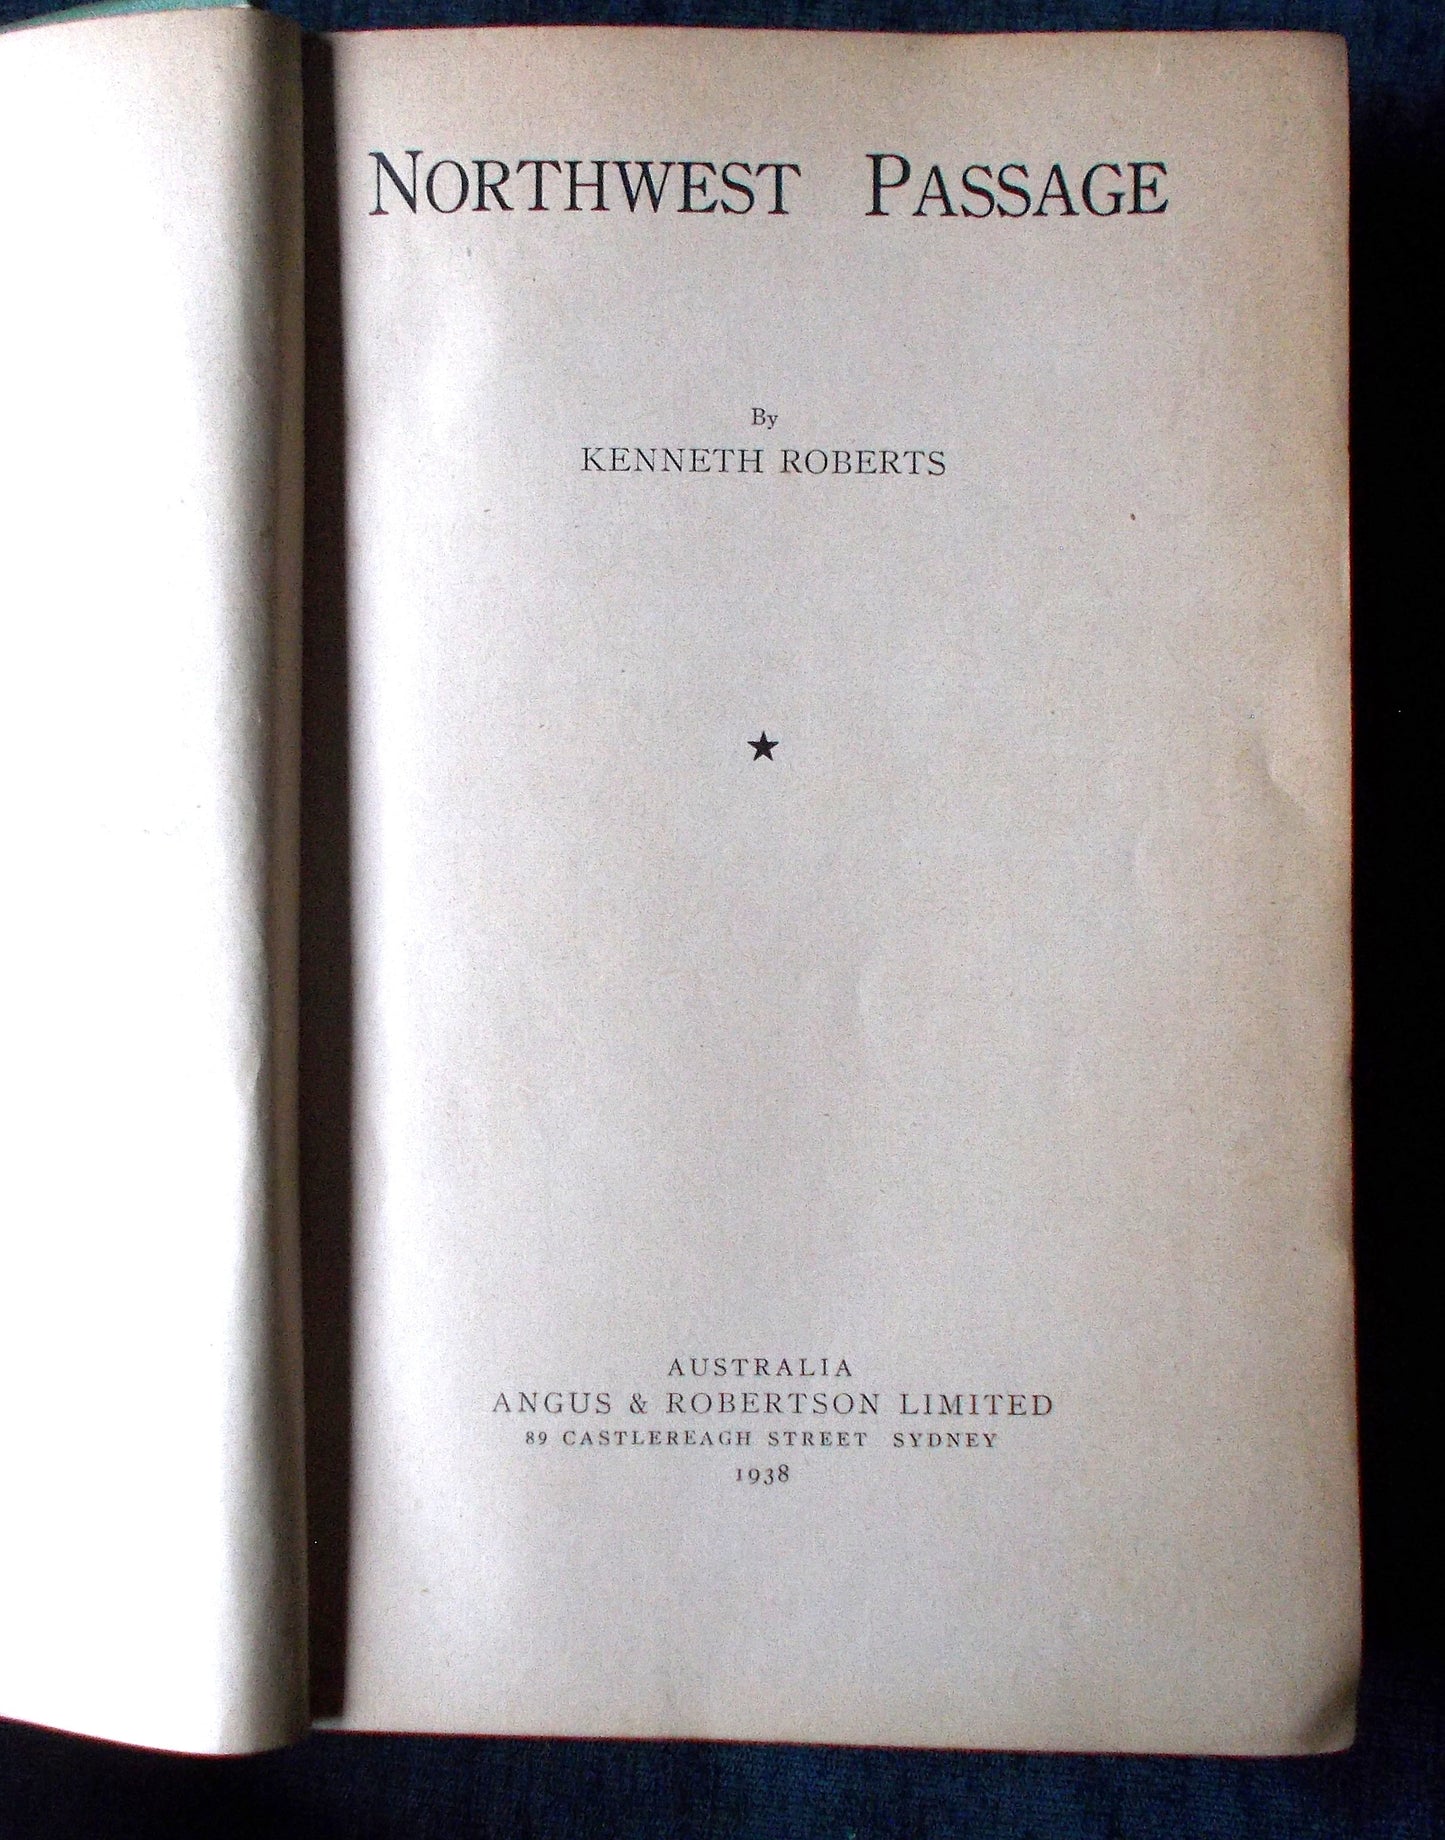 NORTHWEST PASSAGE
By
KENNETH ROBERTS
AUSTRALIA
ANGUS & ROBERTSON LIMITED
89 CASTLEREAGH STREET SYDNEY
1938